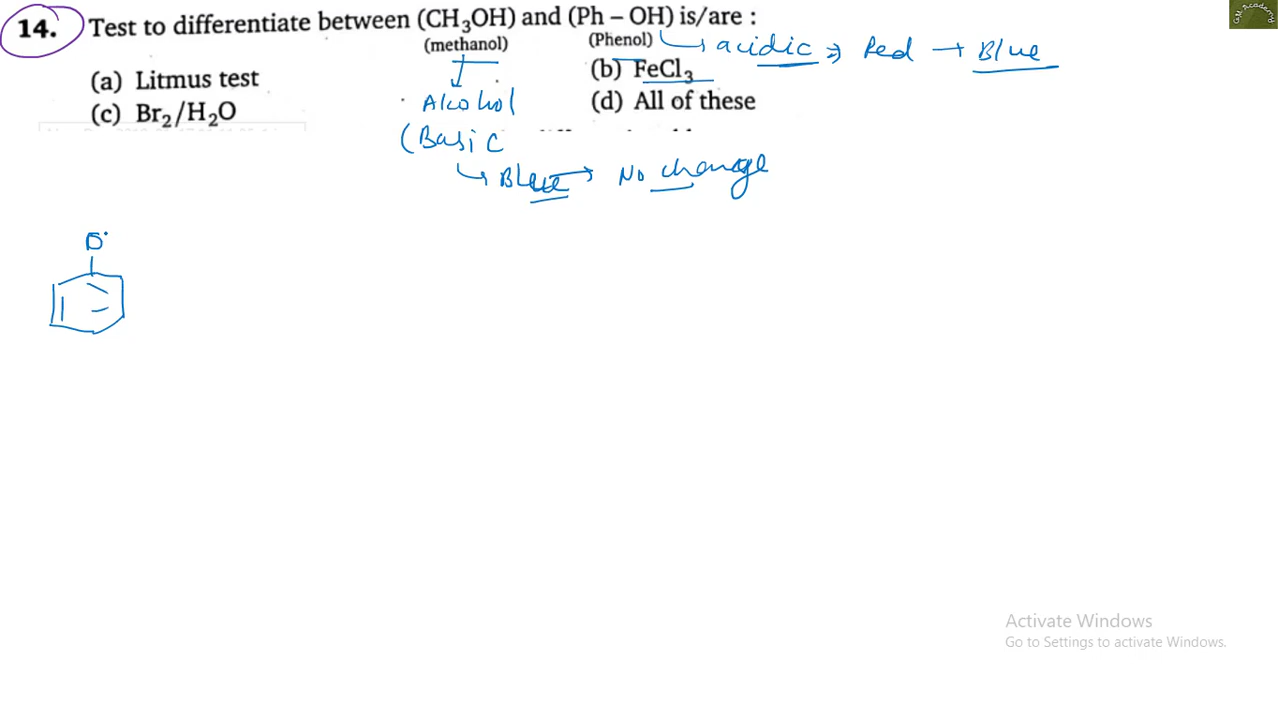 14. Test to differentiate between (CH₃OH) and (Ph – OH) is/are :
(methanol) (Phenol) acidic ⇒ Red → Blue
(a) Litmus test (b) FeCl₃
Alcohol
(c) Br₂/H₂O (d) All of these
(Basic
Blue → No change
G.M. Academy
Activate Windows
Go to Settings to activate Windows.